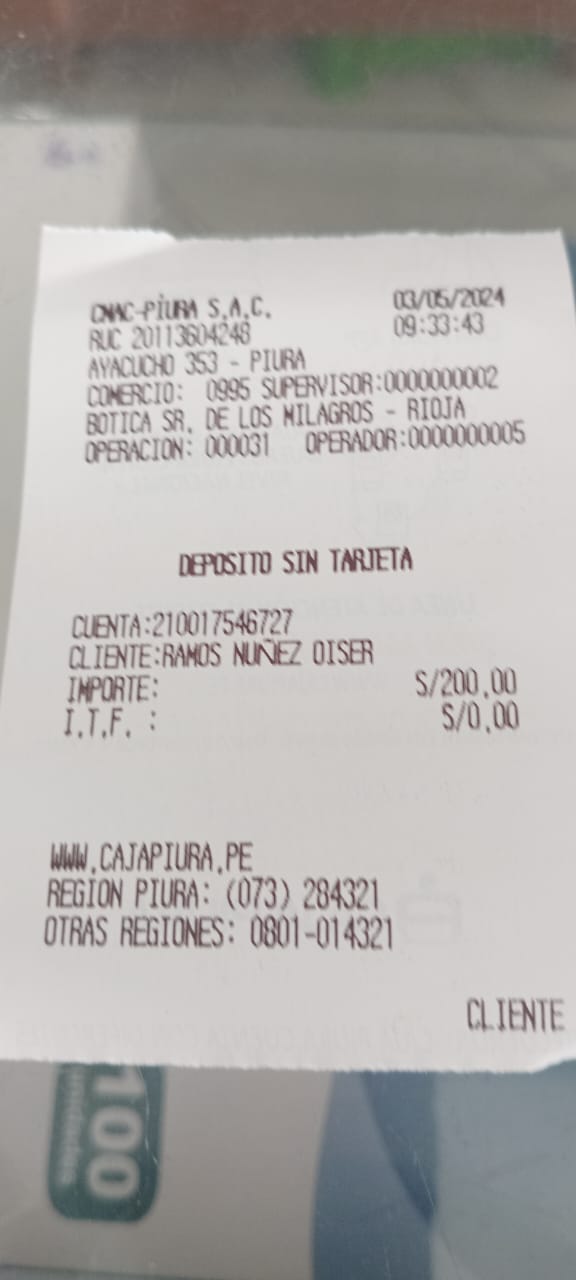 CMAC-PIURA S.A.C. 03/05/2024
RUC 20113604248 09:33:43
AYACUCHO 353 - PIURA
COMERCIO: 0995 SUPERVISOR:0000000002
BOTICA SR. DE LOS MILAGROS - RIOJA
OPERACION: 000031 OPERADOR:0000000005
DEPOSITO SIN TARJETA
CUENTA:210017546727
CLIENTE:RAMOS NUÑEZ OISER
IMPORTE: S/200.00
I.T.F. : S/0.00
WWW.CAJAPIURA.PE
REGION PIURA: (073) 284321
OTRAS REGIONES: 0801-014321
CLIENTE
100
unidades